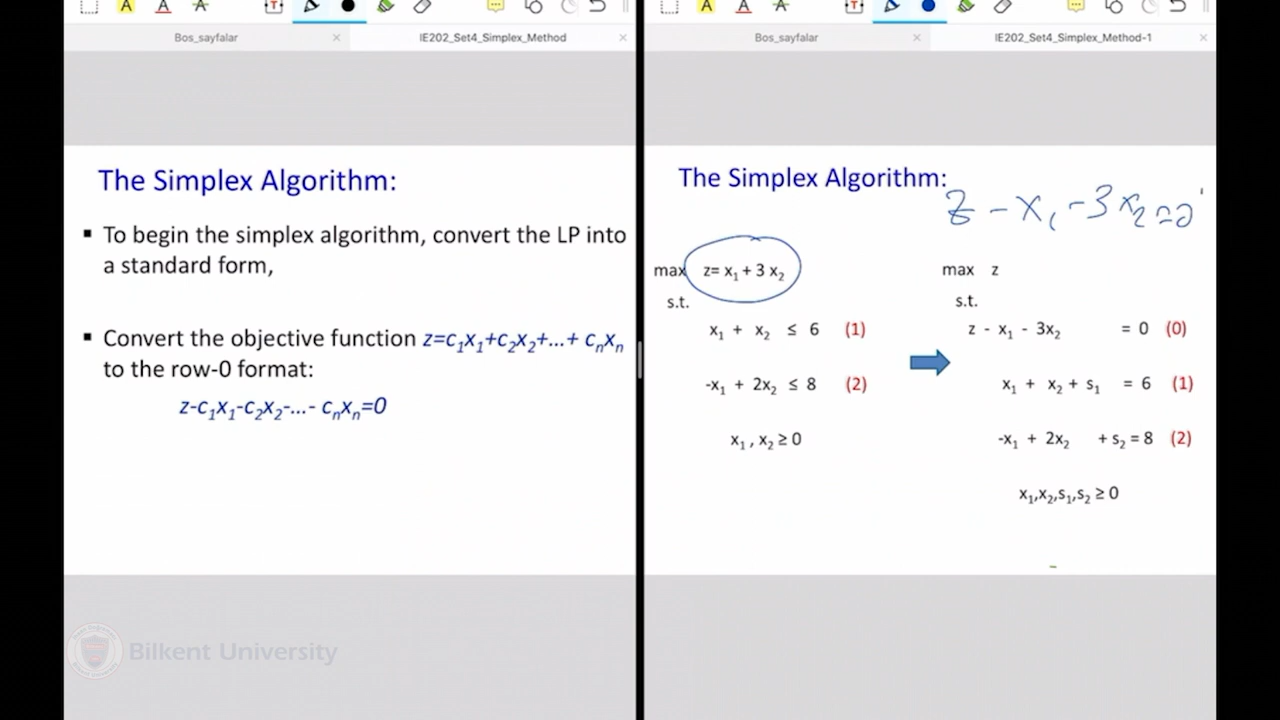 Bos_sayfalar × IE202_Set4_Simplex_Method ×
The Simplex Algorithm:
▪ To begin the simplex algorithm, convert the LP into
a standard form,
▪ Convert the objective function z=c₁x₁+c₂x₂+...+ cₙxₙ
to the row-0 format:
z-c₁x₁-c₂x₂-...- cₙxₙ=0
Bilkent University
Bos_sayfalar × IE202_Set4_Simplex_Method-1 ×
The Simplex Algorithm:
z - x₁ -3x₂ =0
max z= x₁ + 3 x₂
s.t.
x₁ + x₂ ≤ 6 (1)
-x₁ + 2x₂ ≤ 8 (2)
x₁ , x₂ ≥ 0
max z
s.t.
z - x₁ - 3x₂ = 0 (0)
x₁ + x₂ + s₁ = 6 (1)
-x₁ + 2x₂ + s₂ = 8 (2)
x₁,x₂,s₁,s₂ ≥ 0